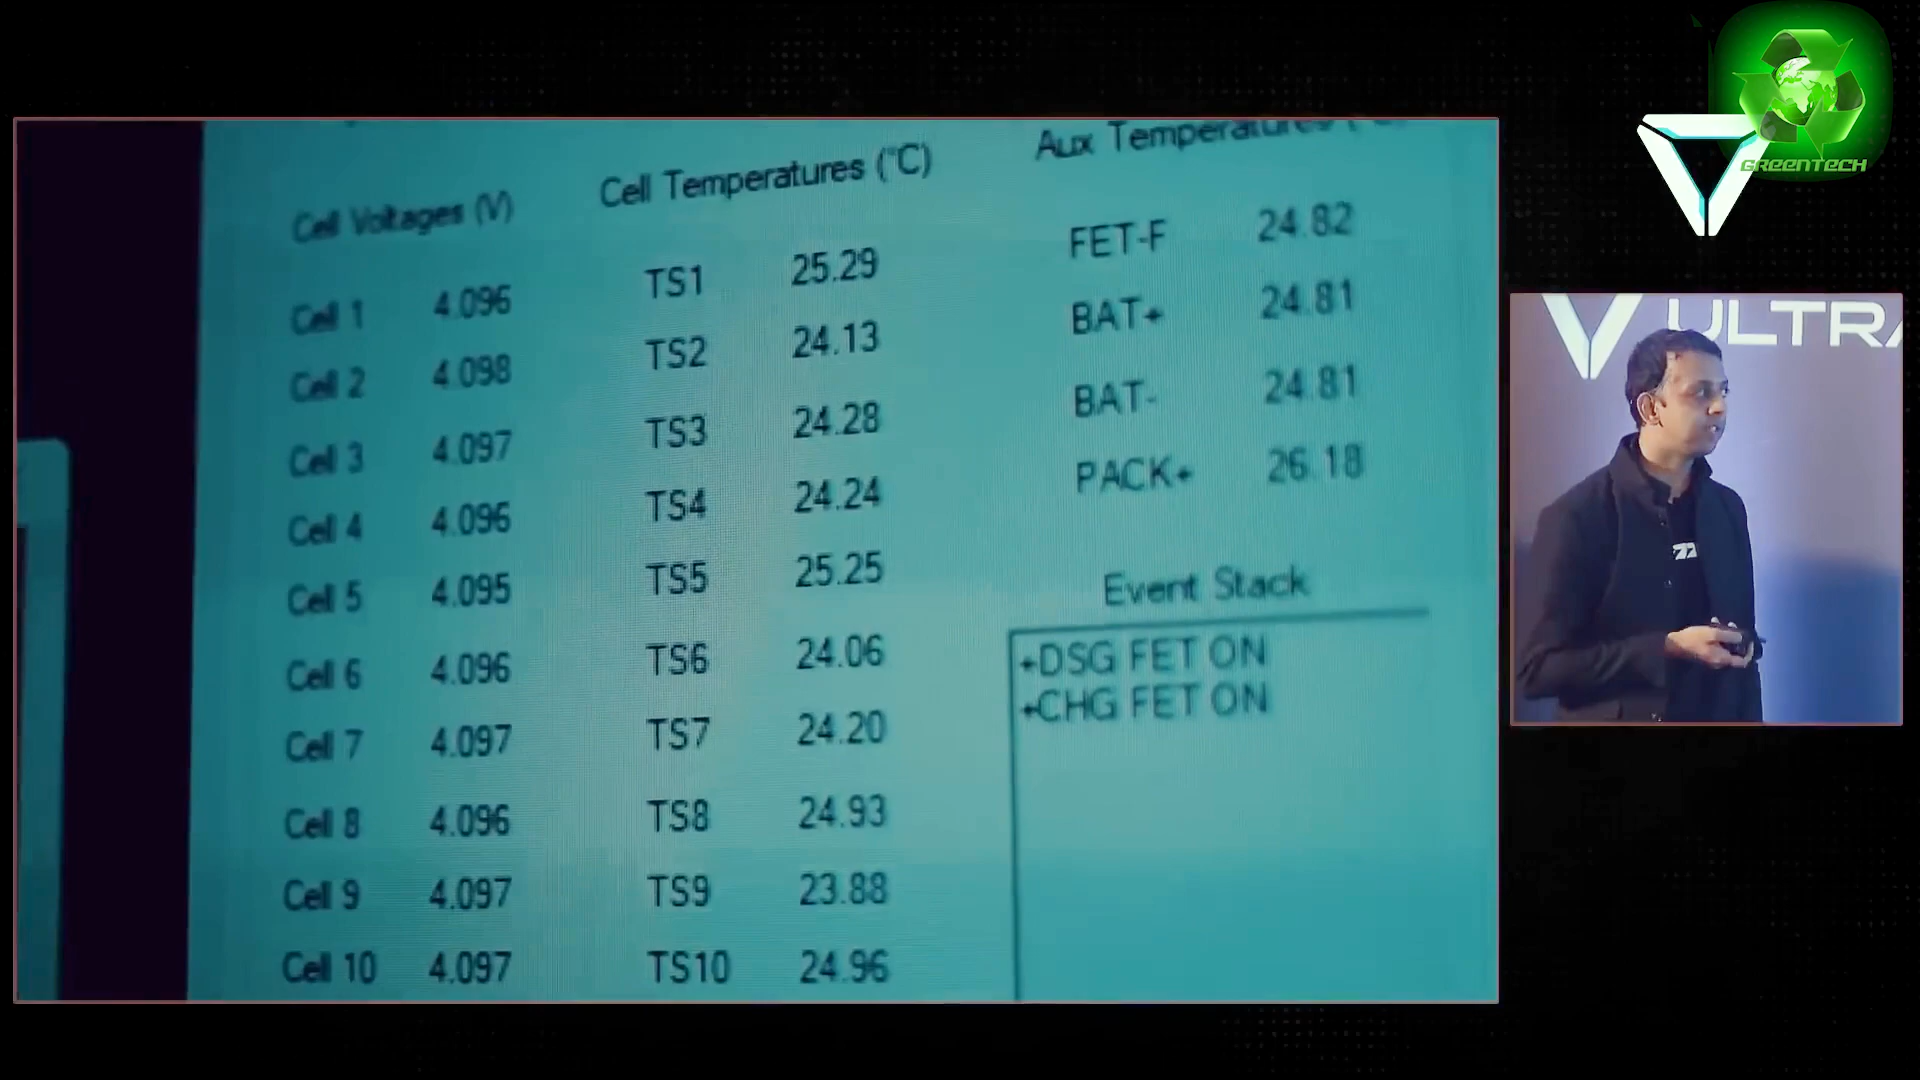 GREENTECH
Cell Voltages (V)
Cell 1 4.096
Cell 2 4.098
Cell 3 4.097
Cell 4 4.096
Cell 5 4.095
Cell 6 4.096
Cell 7 4.097
Cell 8 4.096
Cell 9 4.097
Cell 10 4.097
Cell Temperatures (°C)
TS1 25.29
TS2 24.13
TS3 24.28
TS4 24.24
TS5 25.25
TS6 24.06
TS7 24.20
TS8 24.93
TS9 23.88
TS10 24.96
Aux Temperatures
FET-F 24.82
BAT+ 24.81
BAT- 24.81
PACK+ 26.18
Event Stack
+DSG FET ON
+CHG FET ON
ULTRA